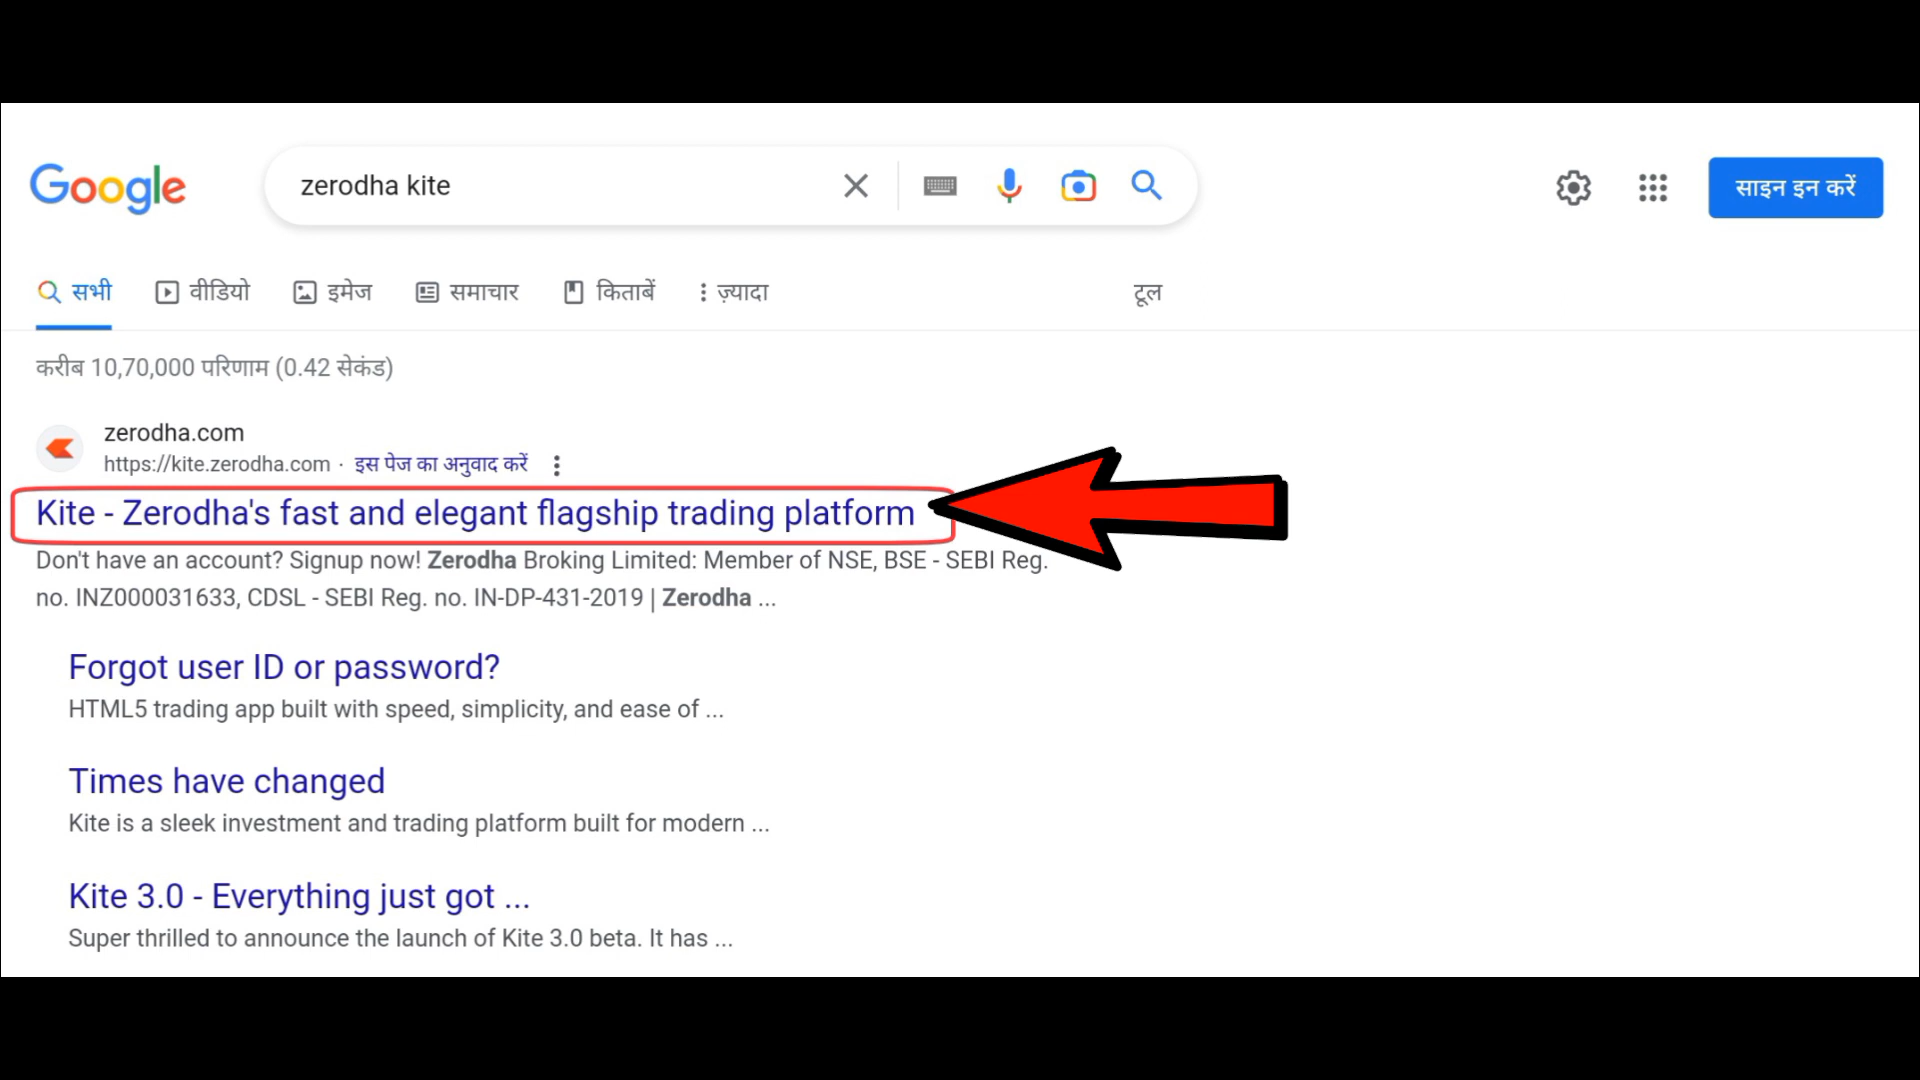 Google
zerodha kite
साइन इन करें
सभी वीडियो इमेज समाचार किताबें ज़्यादा टूल
करीब 10,70,000 परिणाम (0.42 सेकंड)
zerodha.com
https://kite.zerodha.com · इस पेज का अनुवाद करें
Kite - Zerodha's fast and elegant flagship trading platform
Don't have an account? Signup now! Zerodha Broking Limited: Member of NSE, BSE - SEBI Reg.
no. INZ000031633, CDSL - SEBI Reg. no. IN-DP-431-2019 | Zerodha ...
Forgot user ID or password?
HTML5 trading app built with speed, simplicity, and ease of ...
Times have changed
Kite is a sleek investment and trading platform built for modern ...
Kite 3.0 - Everything just got ...
Super thrilled to announce the launch of Kite 3.0 beta. It has ...